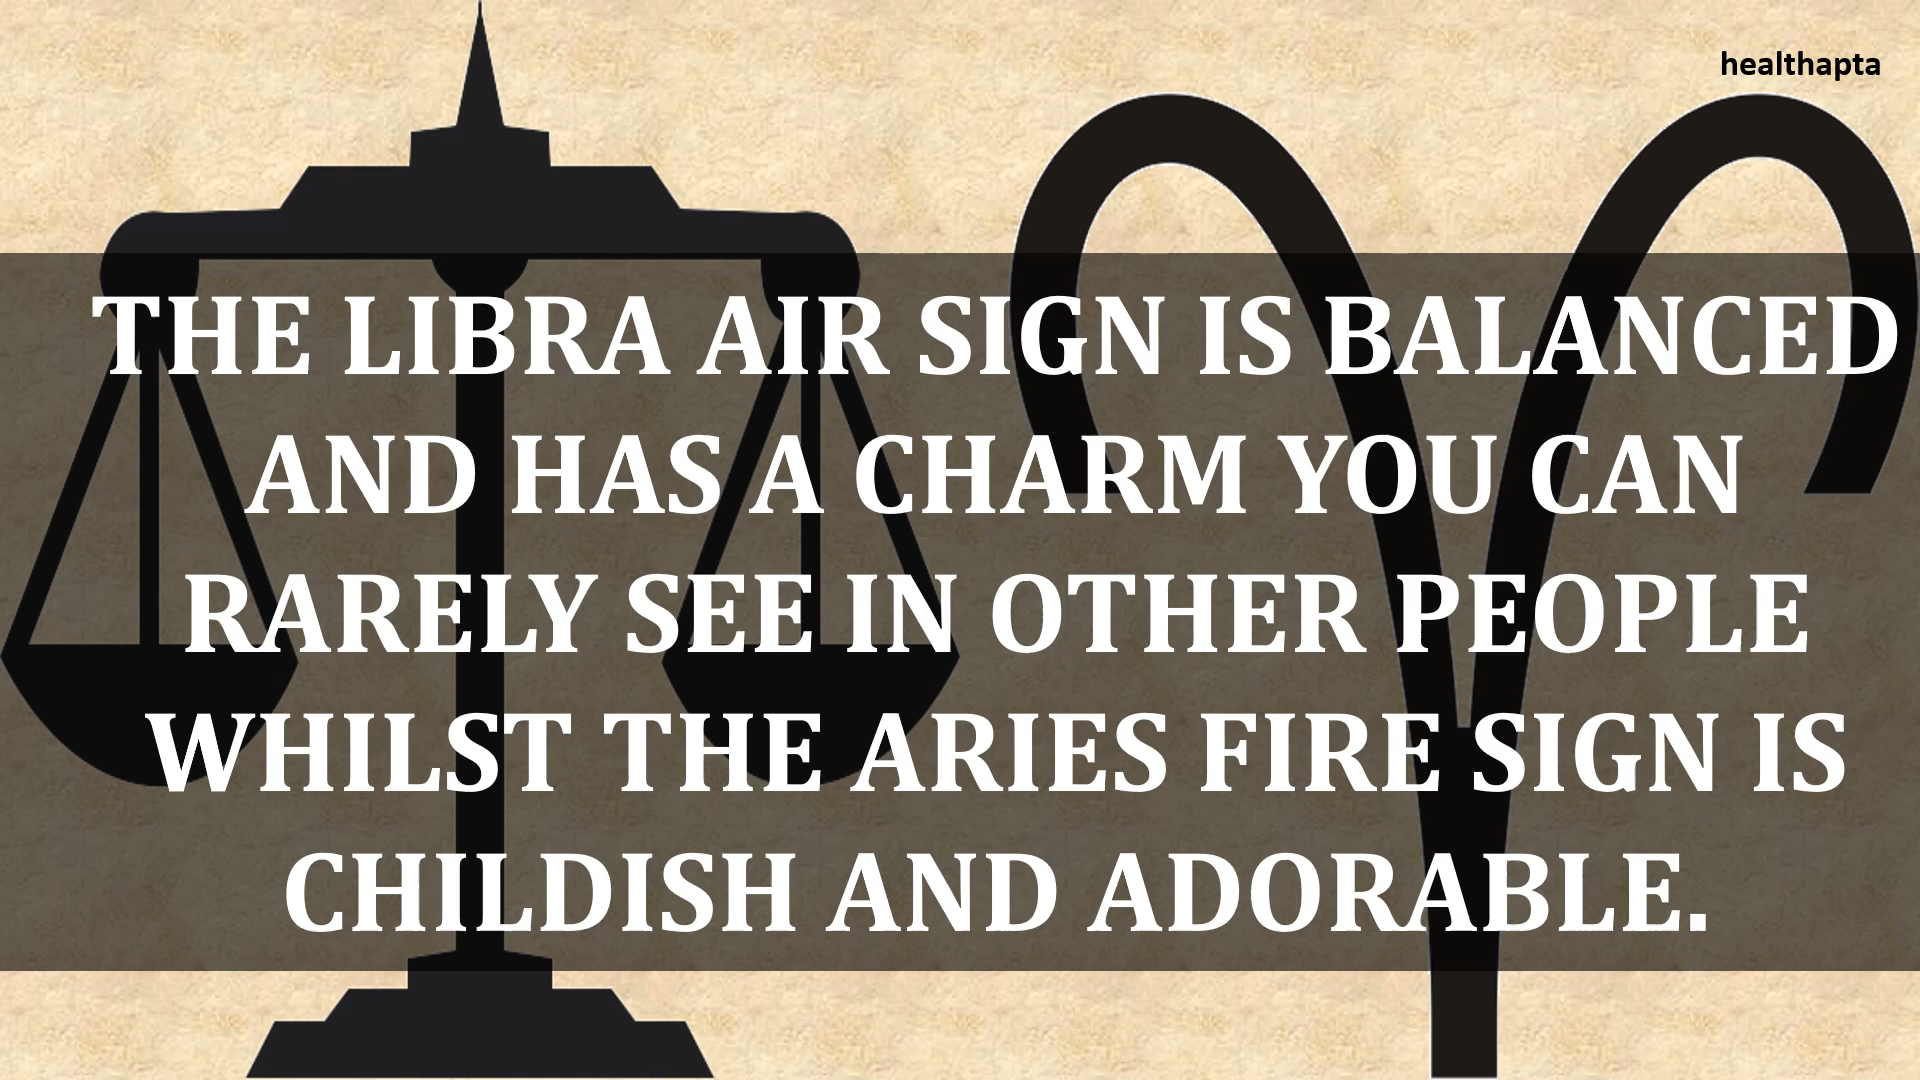 healthapta
THE LIBRA AIR SIGN IS BALANCED
AND HAS A CHARM YOU CAN
RARELY SEE IN OTHER PEOPLE
WHILST THE ARIES FIRE SIGN IS
CHILDISH AND ADORABLE.